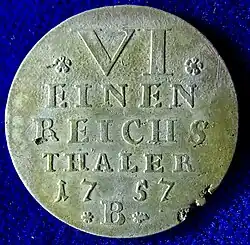 VI
EINEN
REICHS
THALER
1757
*B*